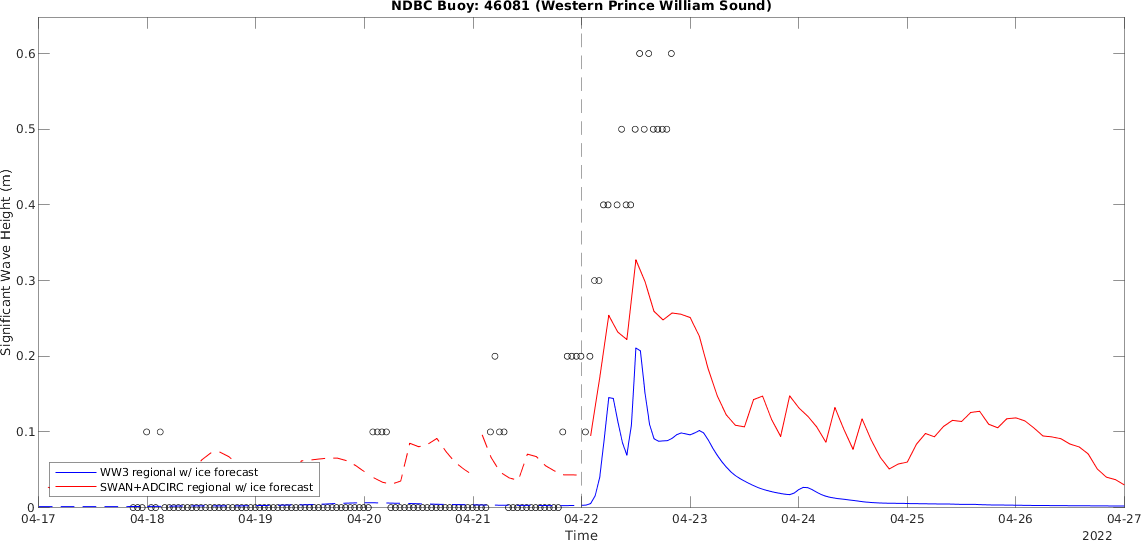 NDBC Buoy: 46081 (Western Prince William Sound)
Significant Wave Height (m)
0.6
0.5
0.4
0.3
0.2
0.1
0
WW3 regional w/ ice forecast
SWAN+ADCIRC regional w/ ice forecast
04-17 04-18 04-19 04-20 04-21 04-22 04-23 04-24 04-25 04-26 04-27
Time
2022